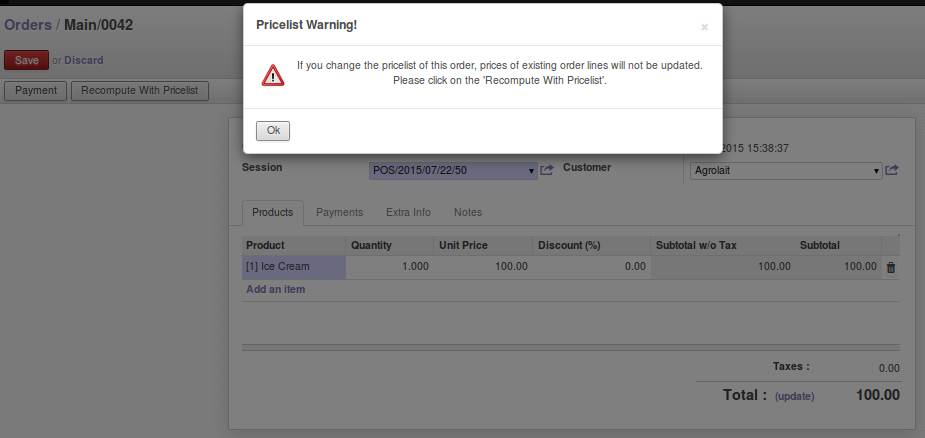 Orders / Main/0042
Pricelist Warning!
×
Save or Discard
If you change the pricelist of this order, prices of existing order lines will not be updated.
Please click on the 'Recompute With Pricelist'.
Payment
Recompute With Pricelist
Ok
2015 15:38:37
Session POS/2015/07/22/50 Customer Agrolait
Products Payments Extra Info Notes
Product Quantity Unit Price Discount (%) Subtotal w/o Tax Subtotal
[1] Ice Cream 1.000 100.00 0.00 100.00 100.00
Add an item
Taxes : 0.00
Total : (update) 100.00